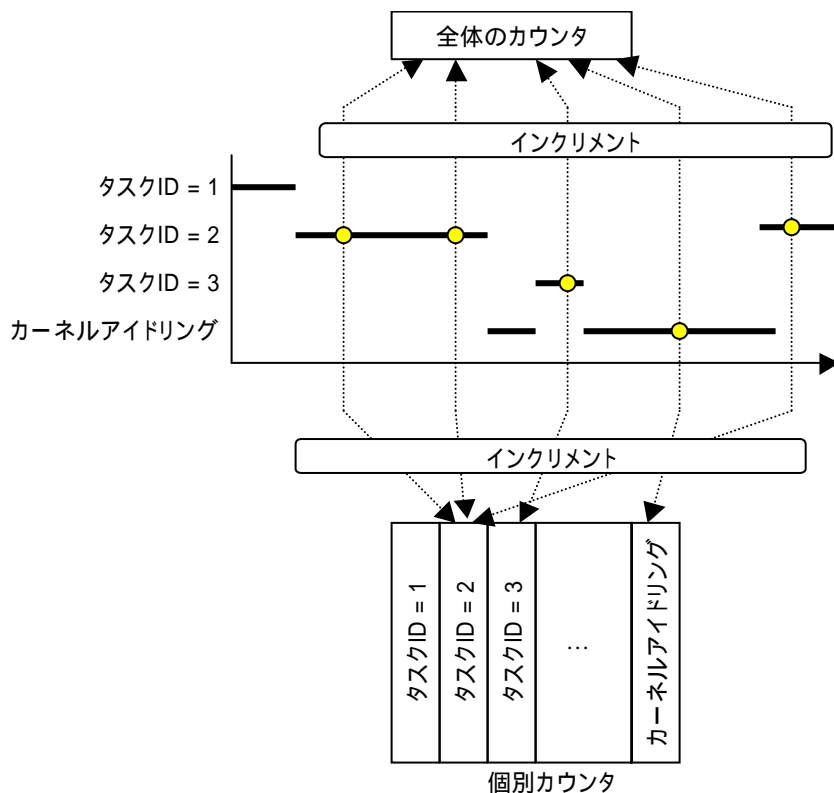 全体のカウンタ
インクリメント
タスクID = 1
タスクID = 2
タスクID = 3
カーネルアイドリング
インクリメント
タスクID = 1
タスクID = 2
タスクID = 3
…
カーネルアイドリング
個別カウンタ